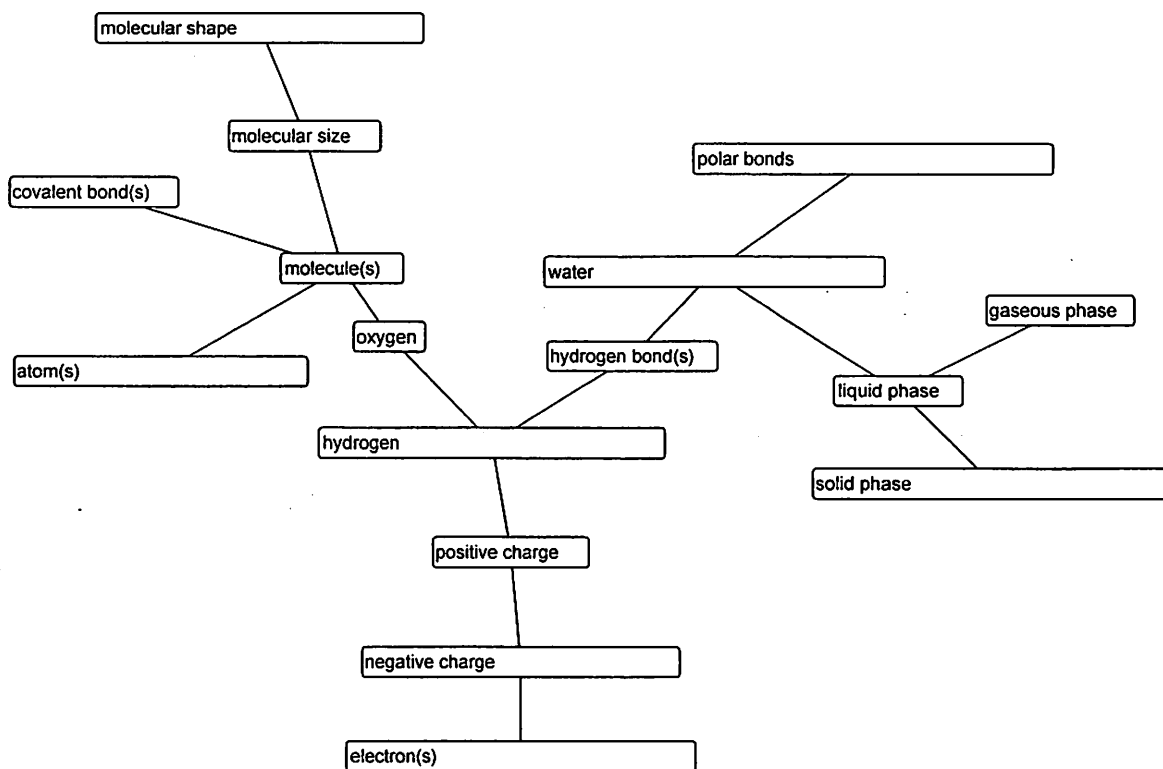 molecular shape
molecular size
polar bonds
covalent bond(s)
molecule(s)
water
gaseous phase
oxygen
hydrogen bond(s)
atom(s)
liquid phase
hydrogen
solid phase
positive charge
negative charge
electron(s)